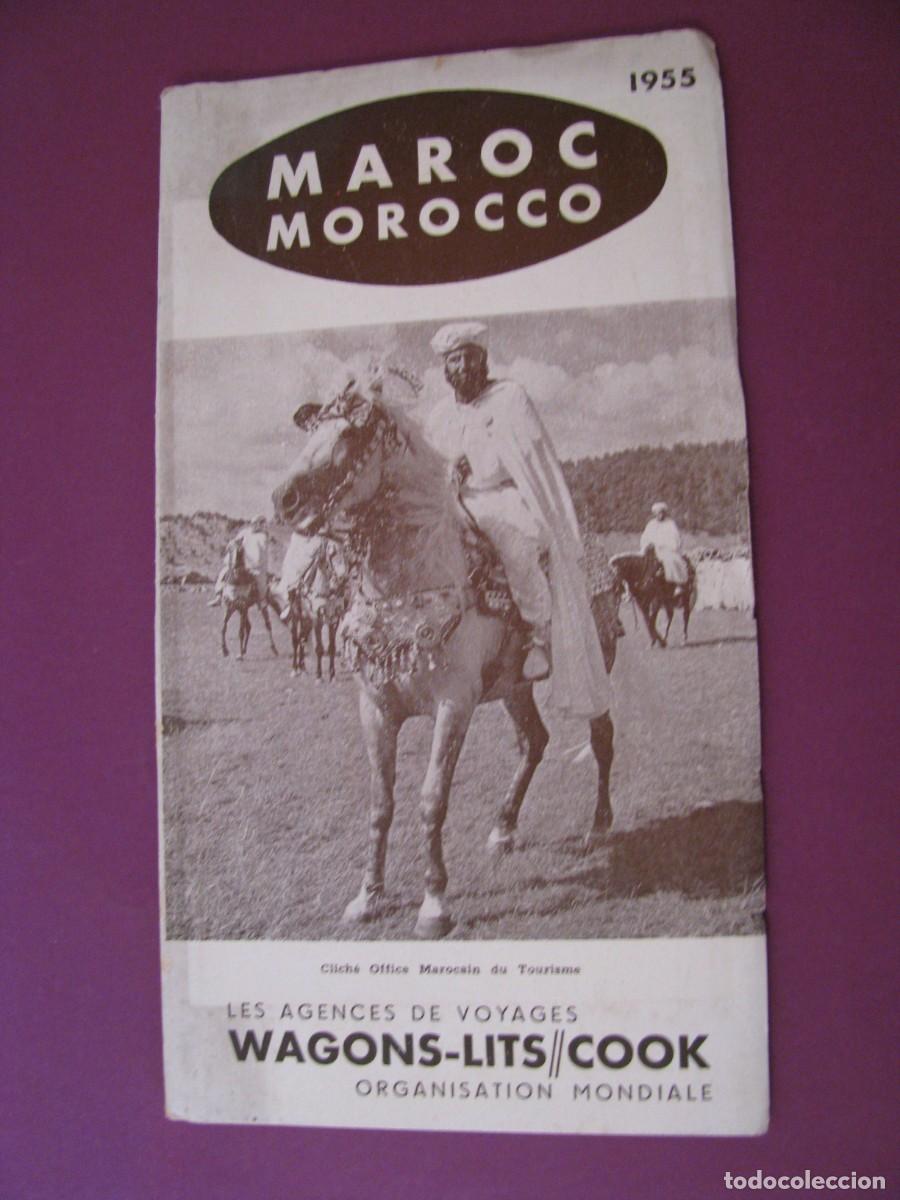 1955
MAROC
MOROCCO
Cliché Office Marocain du Tourisme
LES AGENCES DE VOYAGES
WAGONS-LITS//COOK
ORGANISATION MONDIALE
todocoleccion